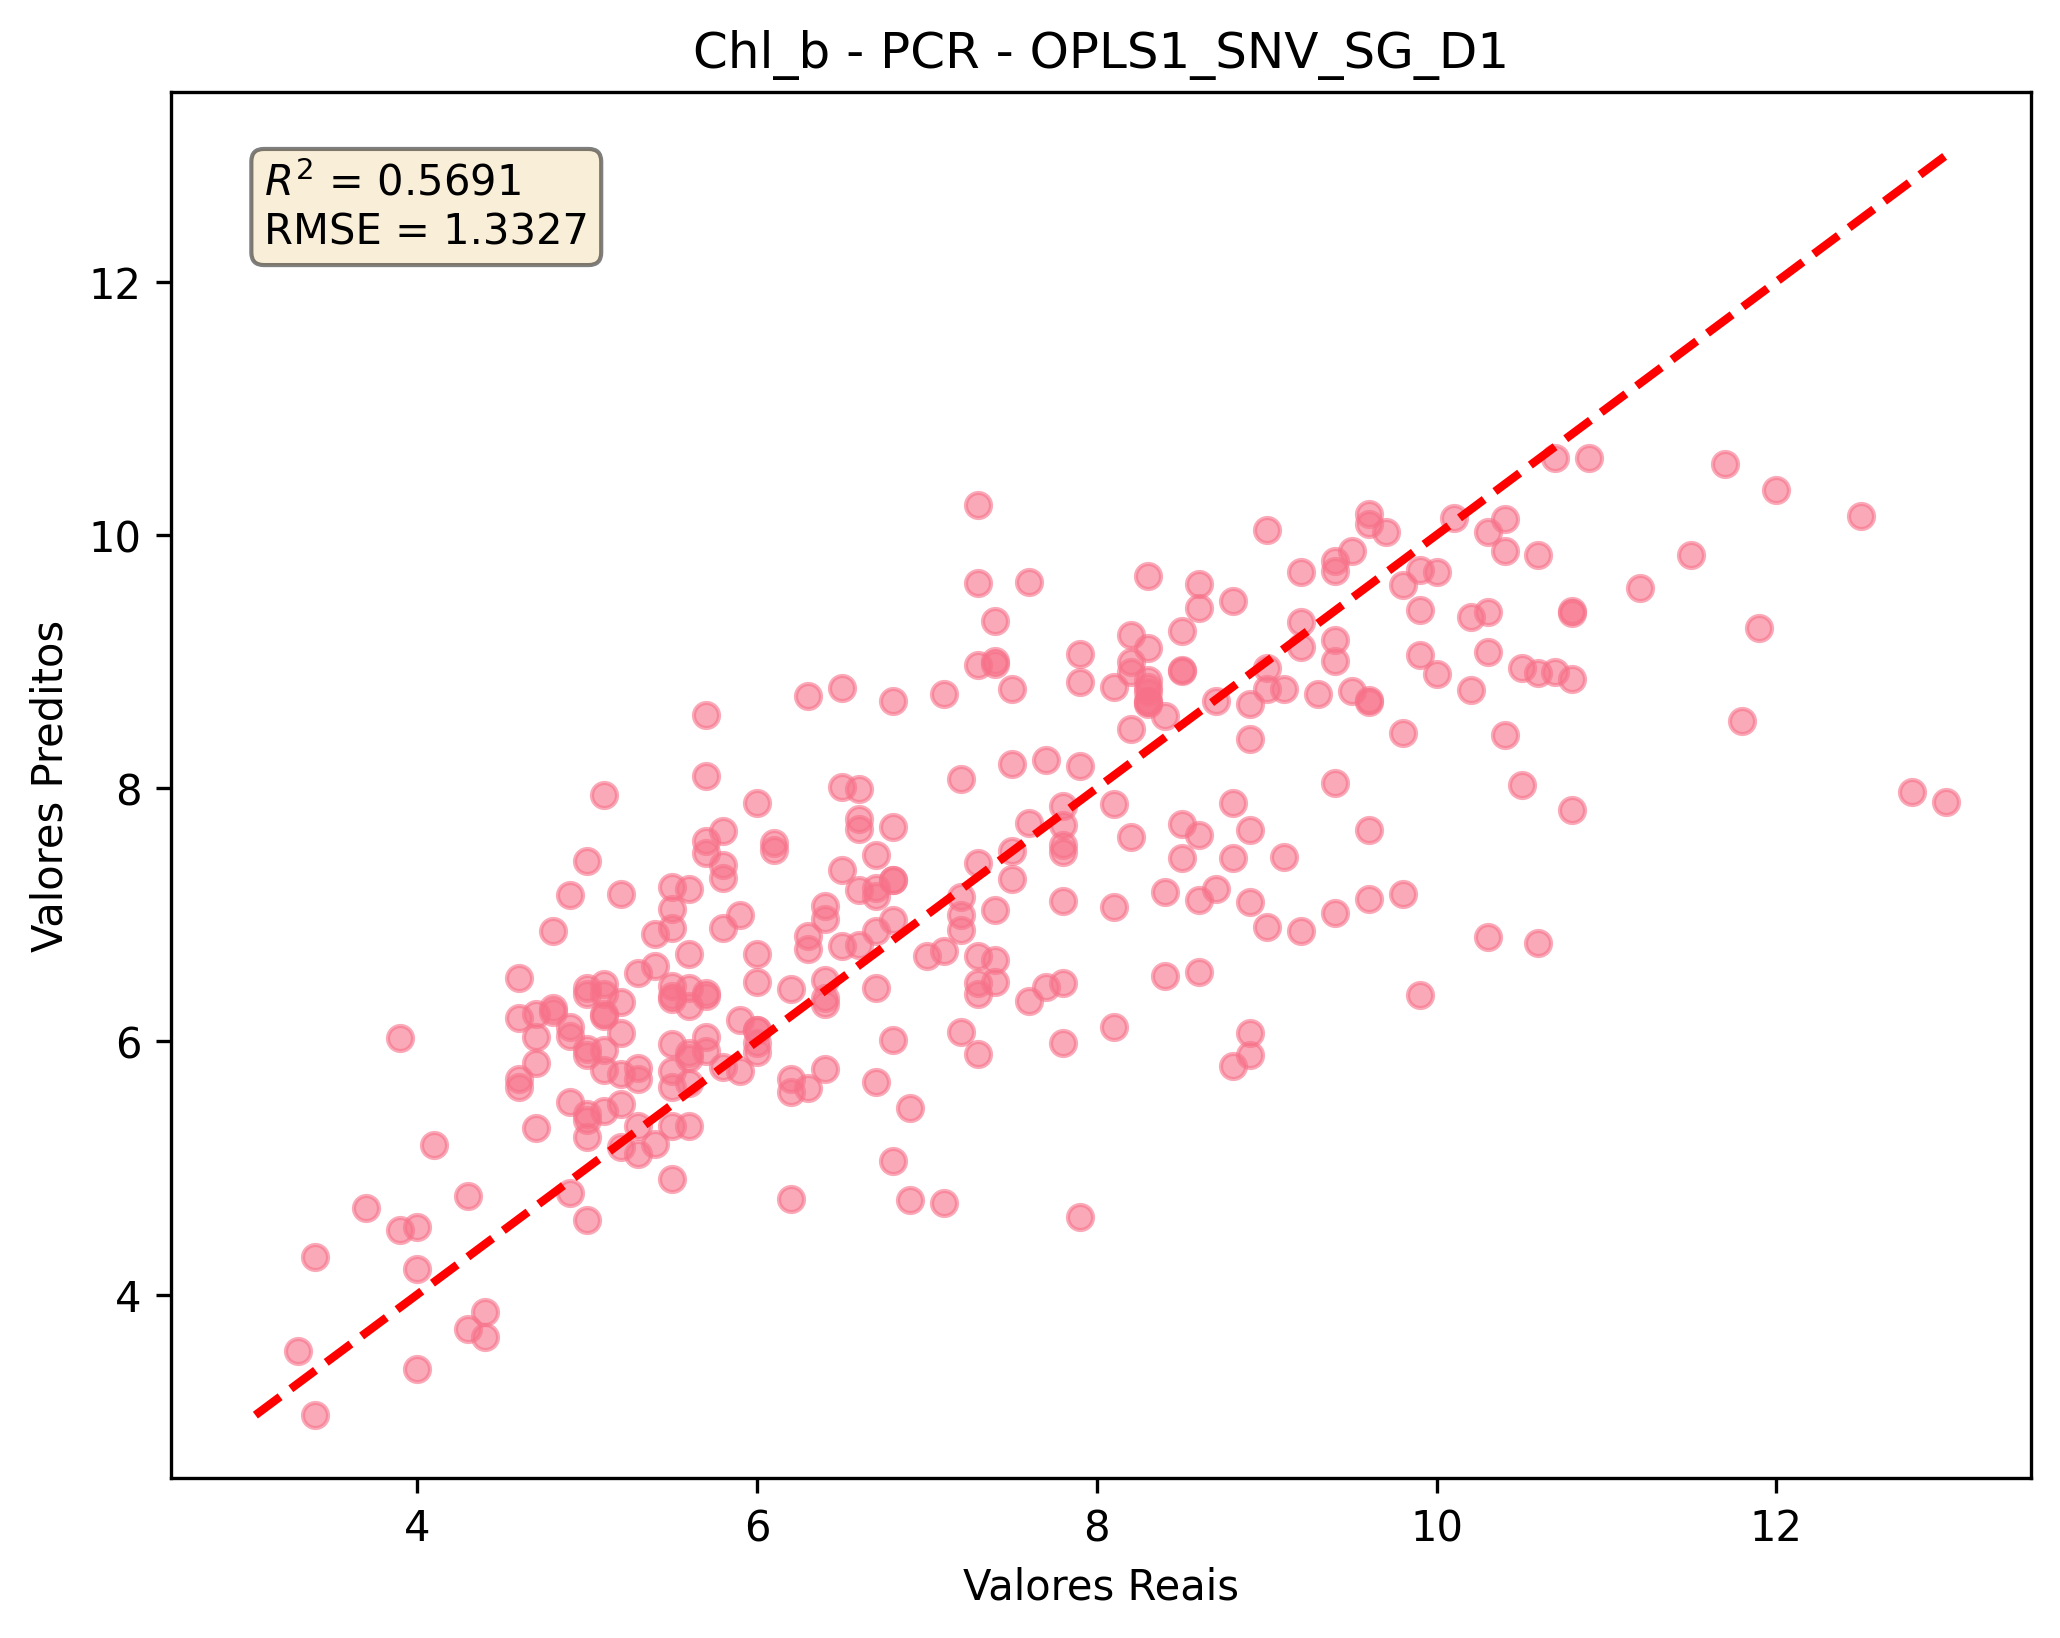 Chl_b - PCR - OPLS1_SNV_SG_D1
R² = 0.5691
RMSE = 1.3327
Valores Preditos
12
10
8
6
4
4 6 8 10 12
Valores Reais